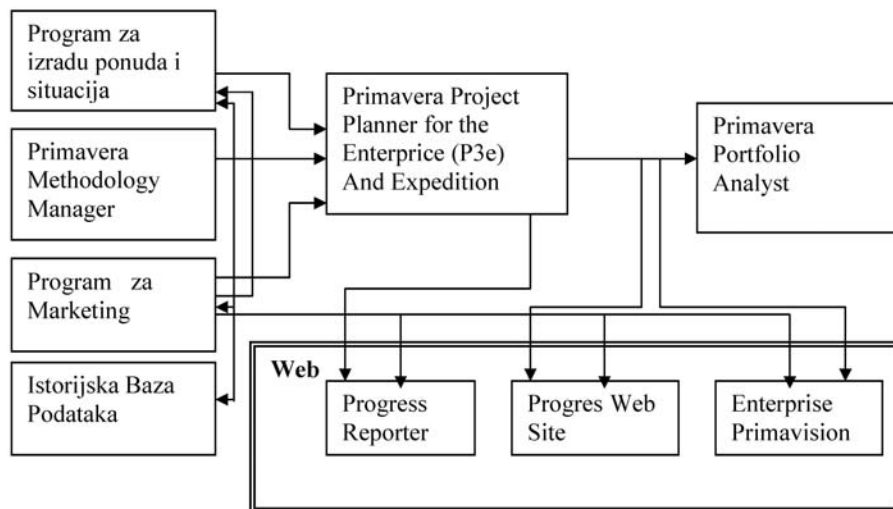 Program za
izradu ponuda i
situacija
Primavera
Methodology
Manager
Program za
Marketing
Istorijska Baza
Podataka
Primavera Project
Planner for the
Enterprice (P3e)
And Expedition
Primavera
Portfolio
Analyst
Web
Progress
Reporter
Progres Web
Site
Enterprise
Primavision